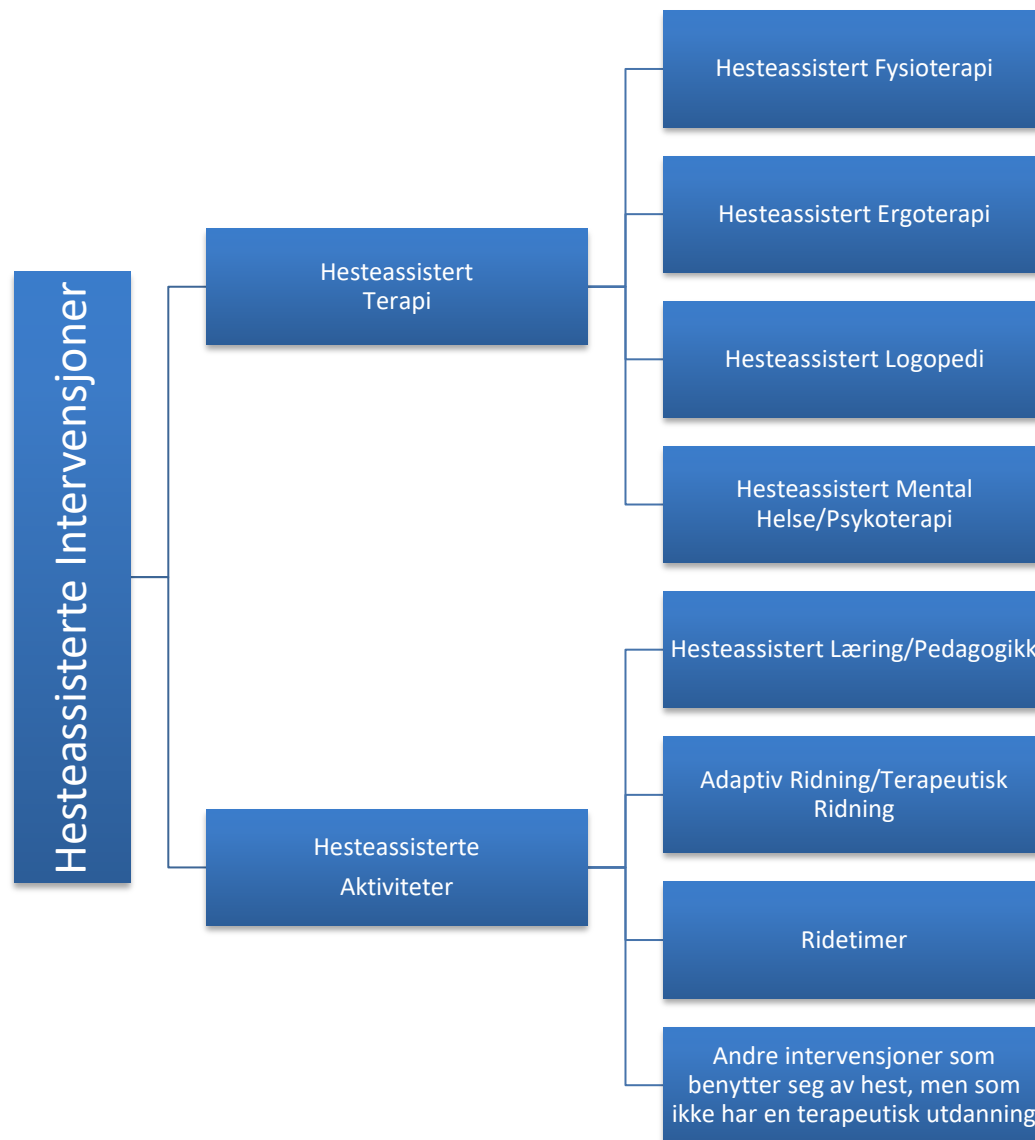 Hesteassisterte Intervensjoner
Hesteassistert
Terapi
Hesteassistert Fysioterapi
Hesteassistert Ergoterapi
Hesteassistert Logopedi
Hesteassistert Mental
Helse/Psykoterapi
Hesteassisterte
Aktiviteter
Hesteassistert Læring/Pedagogikk
Adaptiv Ridning/Terapeutisk
Ridning
Ridetimer
Andre intervensjoner som
benytter seg av hest, men som
ikke har en terapeutisk utdanning